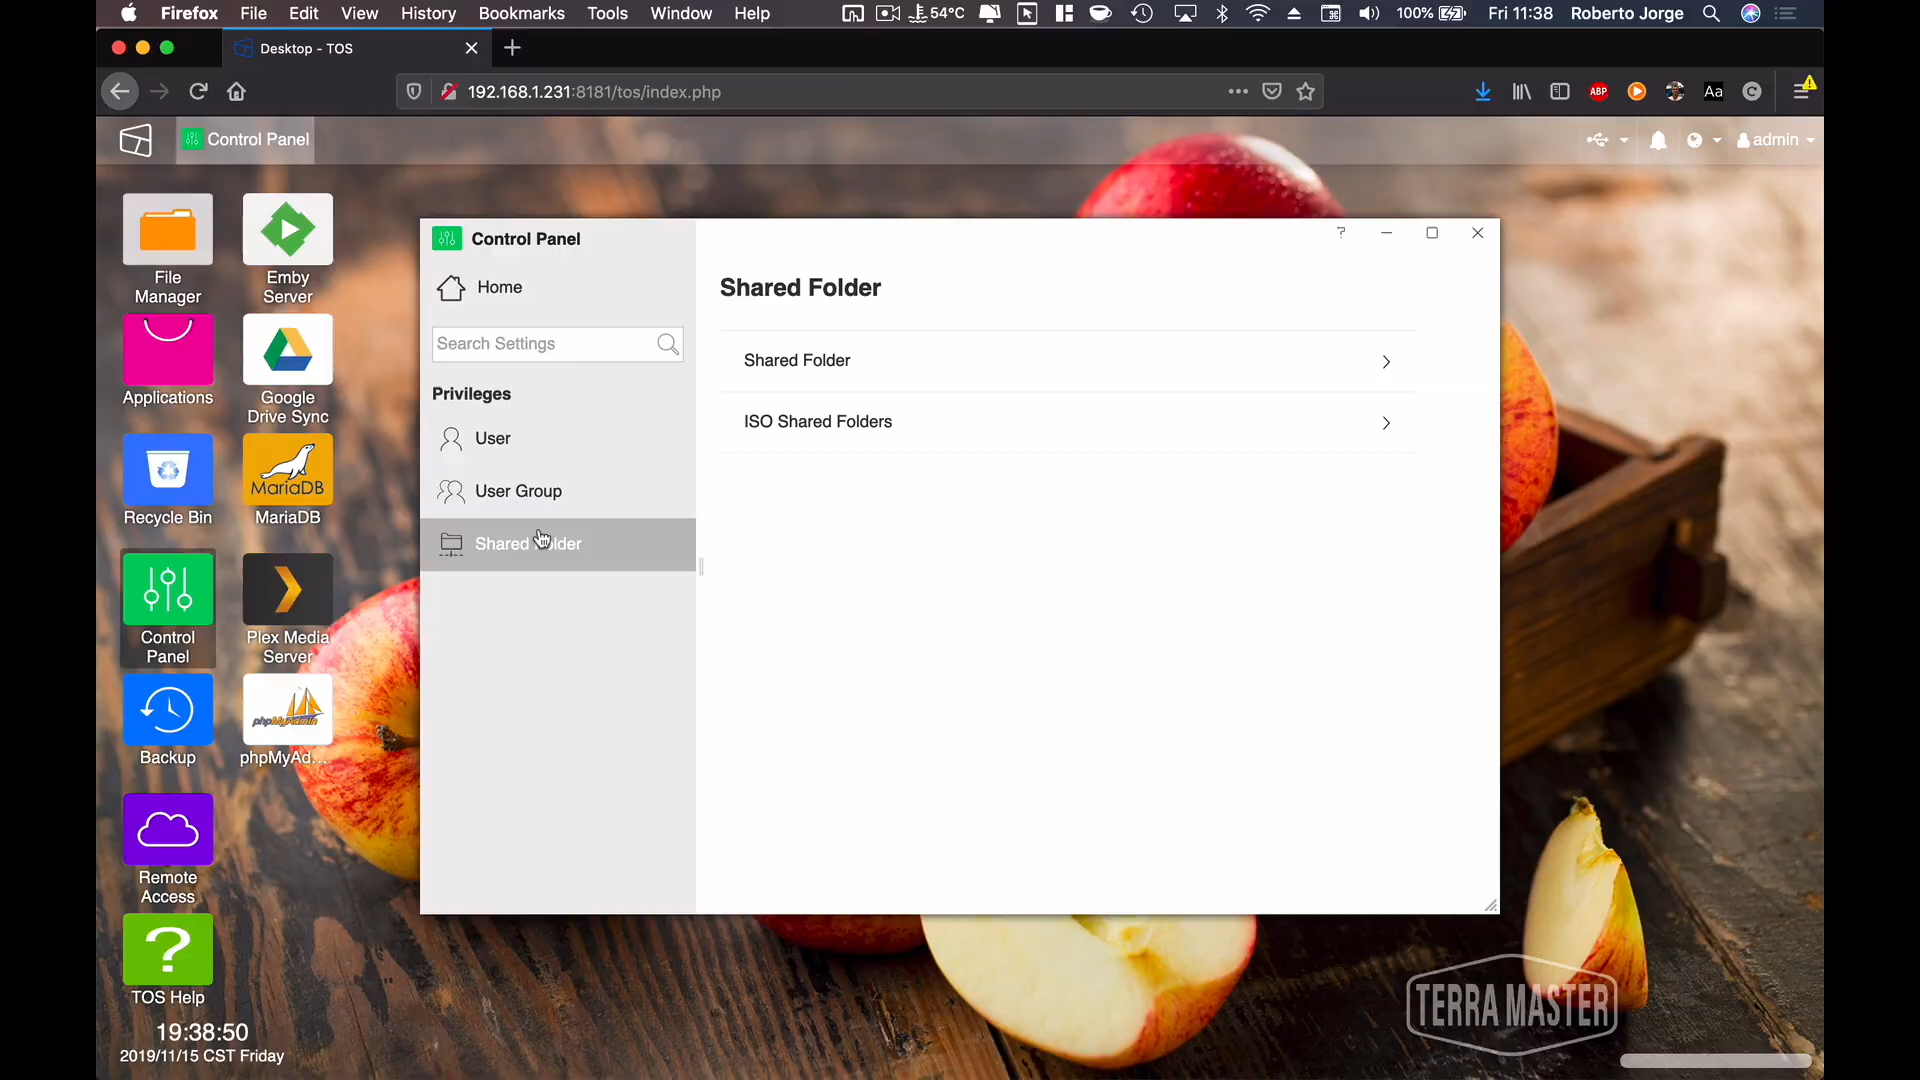 Firefox File Edit View History Bookmarks Tools Window Help 54°C 100% Fri 11:38 Roberto Jorge
Desktop - TOS
192.168.1.231:8181/tos/index.php
ABP
Aa
Control Panel
admin
File
Manager
Emby
Server
Applications
Google
Drive Sync
Recycle Bin
MariaDB
MariaDB
Control
Panel
Plex Media
Server
Backup
phpMyAdmin
phpMyAd...
Remote
Access
TOS Help
19:38:50
2019/11/15 CST Friday
Control Panel
Home
Search Settings
Privileges
User
User Group
Shared
Shared Folder
Shared Folder
ISO Shared Folders
TERRA MASTER